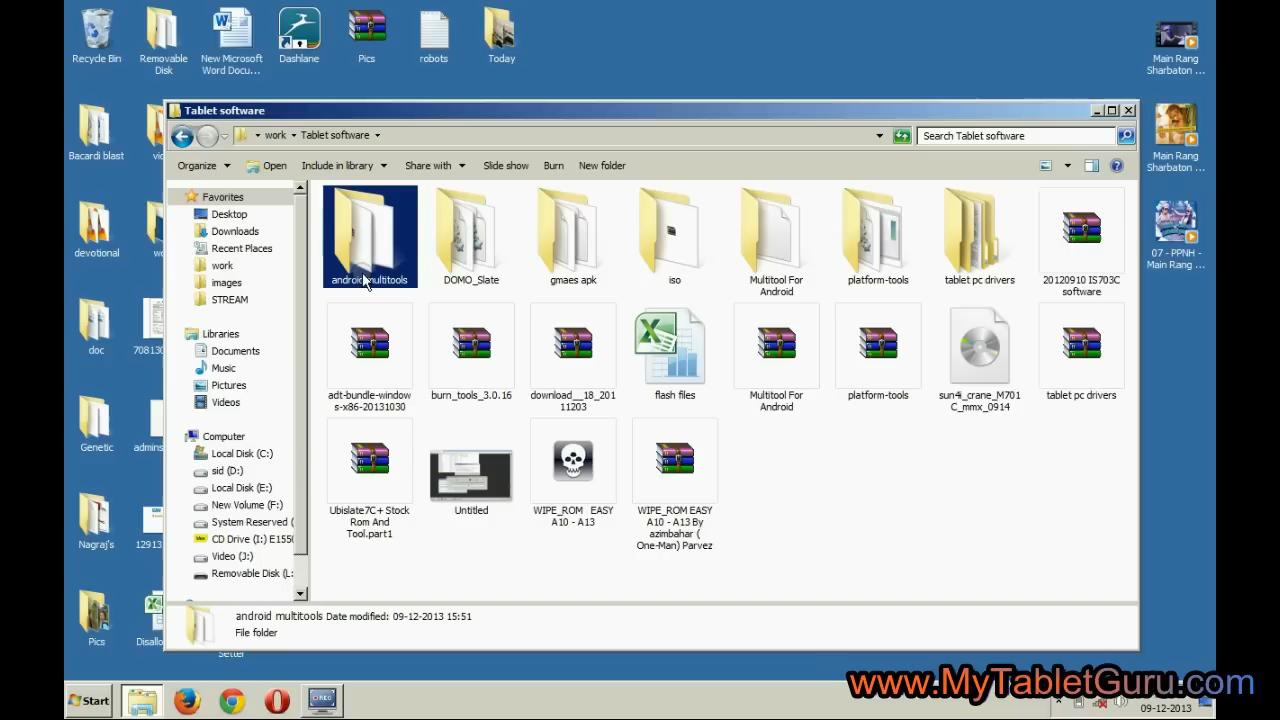 Recycle Bin
Removable
Disk
New Microsoft
Word Docu...
Dashlane
Pics
robots
Today
Main Rang
Sharbaton ...
Bacardi blast
Main Rang
Sharbaton ...
devotional
07 - PPNH -
Main Rang ...
doc
Genetic
Nagraj's
Pics
Tablet software
work
Tablet software
Search Tablet software
Organize
Open
Include in library
Share with
Slide show
Burn
New folder
Favorites
Desktop
Downloads
Recent Places
work
images
STREAM
Libraries
Documents
Music
Pictures
Videos
Computer
Local Disk (C:)
sid (D:)
Local Disk (E:)
New Volume (F:)
System Reserved (
CD Drive (I:) E1550
Video (J:)
Removable Disk (L:
android multitools
DOMO_Slate
gmaes apk
iso
Multitool For
Android
platform-tools
tablet pc drivers
20120910 IS703C
software
adt-bundle-window
s-x86-20131030
burn_tools_3.0.16
download__18_201
11203
flash files
Multitool For
Android
platform-tools
sun4i_crane_M701
C_mmx_0914
tablet pc drivers
Ubislate7C+ Stock
Rom And
Tool.part1
Untitled
WIPE_ROM EASY
A10 - A13
WIPE_ROM EASY
A10 - A13 By
azimbahar (
One-Man) Parvez
android multitools Date modified: 09-12-2013 15:51
File folder
www.MyTabletGuru.com
Start
REC
09-12-2013